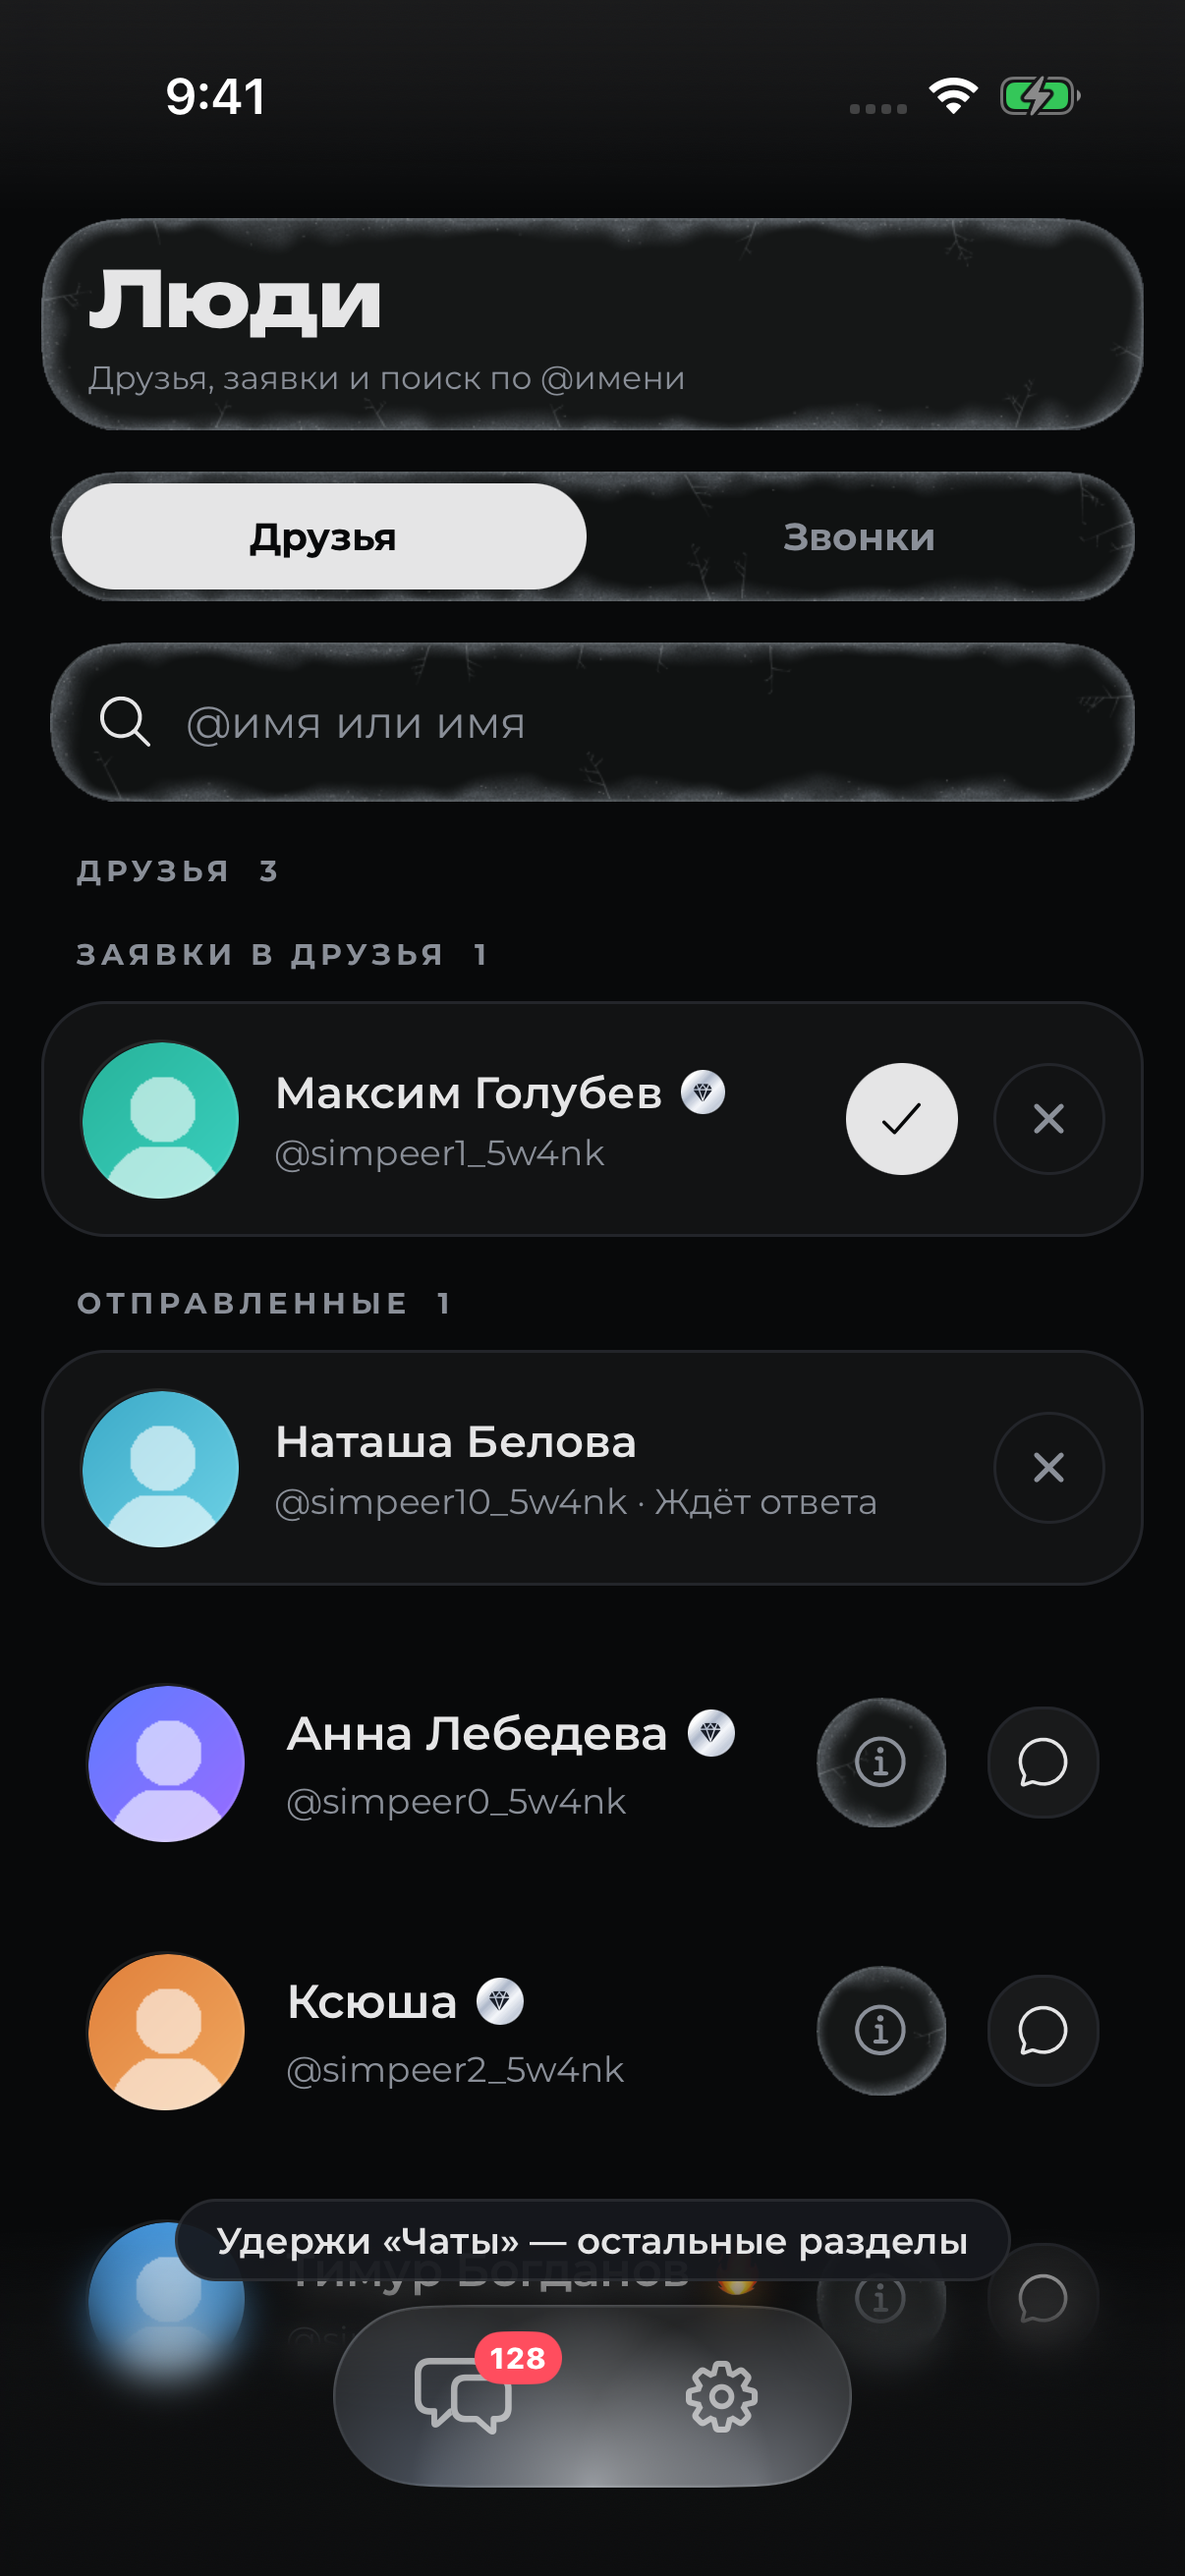 9:41
Люди
Друзья, заявки и поиск по @имени
Друзья
Звонки
@имя или имя
ДРУЗЬЯ 3
ЗАЯВКИ В ДРУЗЬЯ 1
Максим Голубев
@simpeer1_5w4nk
ОТПРАВЛЕННЫЕ 1
Наташа Белова
@simpeer10_5w4nk · Ждёт ответа
Анна Лебедева
@simpeer0_5w4nk
Ксюша
@simpeer2_5w4nk
Удержи «Чаты» — остальные разделы
Тимур Богданов
128